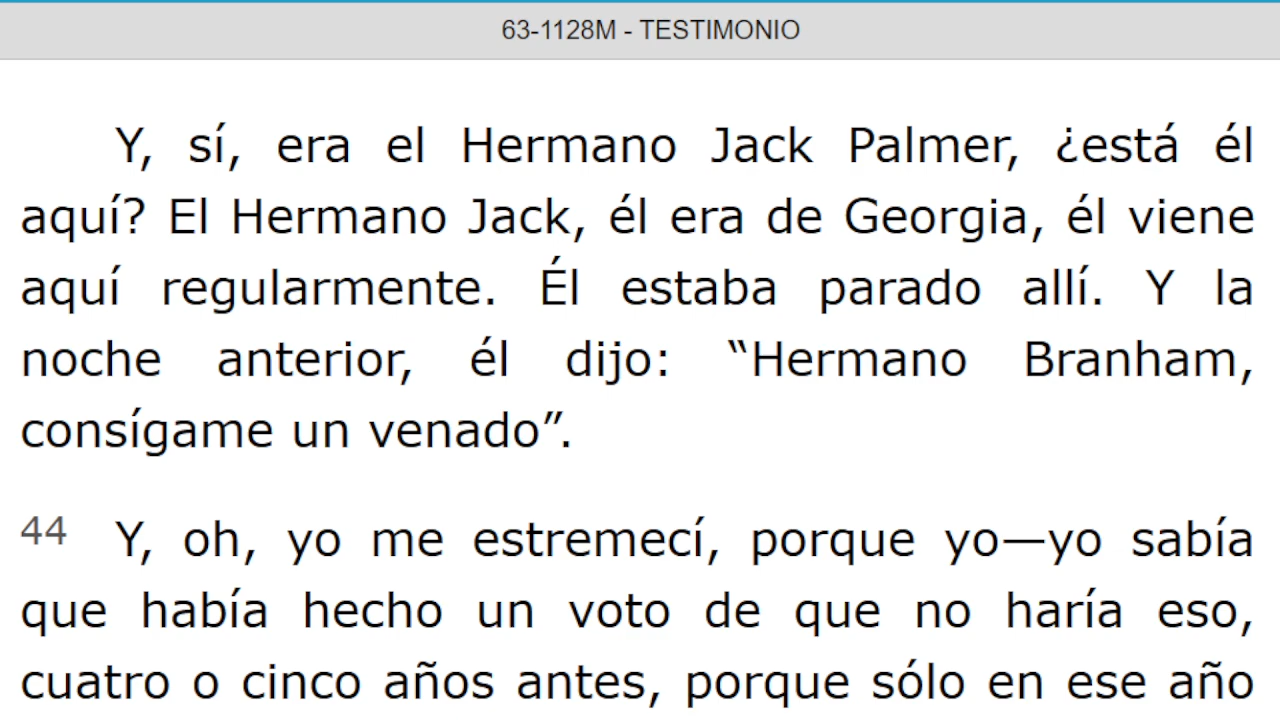 63-1128M - TESTIMONIO
Y, sí, era el Hermano Jack Palmer, ¿está él
aquí? El Hermano Jack, él era de Georgia, él viene
aquí regularmente. Él estaba parado allí. Y la
noche anterior, él dijo: “Hermano Branham,
consígame un venado”.
44 Y, oh, yo me estremecí, porque yo—yo sabía
que había hecho un voto de que no haría eso,
cuatro o cinco años antes, porque sólo en ese año